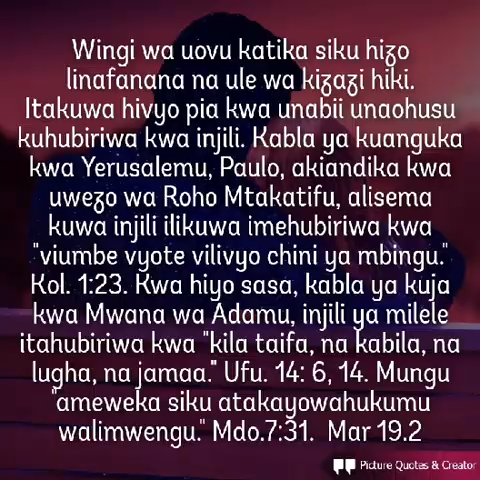 Wingi wa uovu katika siku hizo
linafanana na ule wa kizazi hiki.
Itakuwa hivyo pia kwa unabii unaohusu
kuhubiriwa kwa injili. Kabla ya kuanguka
kwa Yerusalemu, Paulo, akiandika kwa
uwezo wa Roho Mtakatifu, alisema
kuwa injili ilikuwa imehubiriwa kwa
"viumbe vyote vilivyo chini ya mbingu."
Kol. 1:23. Kwa hiyo sasa, kabla ya kuja
kwa Mwana wa Adamu, injili ya milele
itahubiriwa kwa "kila taifa, na kabila, na
lugha, na jamaa." Ufu. 14: 6, 14. Mungu
"ameweka siku atakayowahukumu
walimwengu." Mdo.7:31.  Mar 19.2
Picture Quotes & Creator